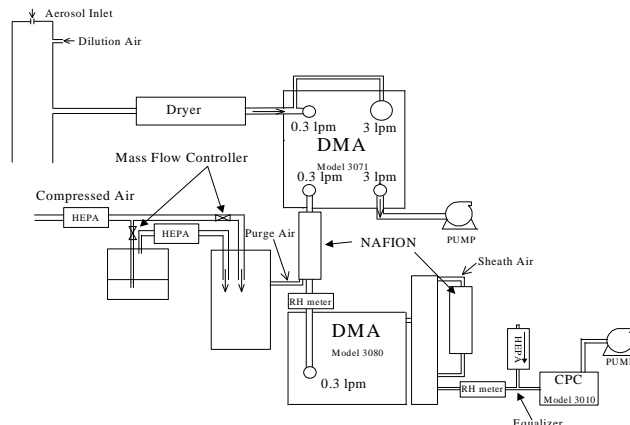 Aerosol Inlet
Dilution Air
Dryer
0.3 lpm
3 lpm
DMA
Model 3071
0.3 lpm
3 lpm
Mass Flow Controller
Compressed Air
HEPA
HEPA
Purge Air
NAFION
PUMP
Sheath Air
RH meter
DMA
Model 3080
0.3 lpm
HEPA
PUMP
RH meter
CPC
Model 3010
Equalizer